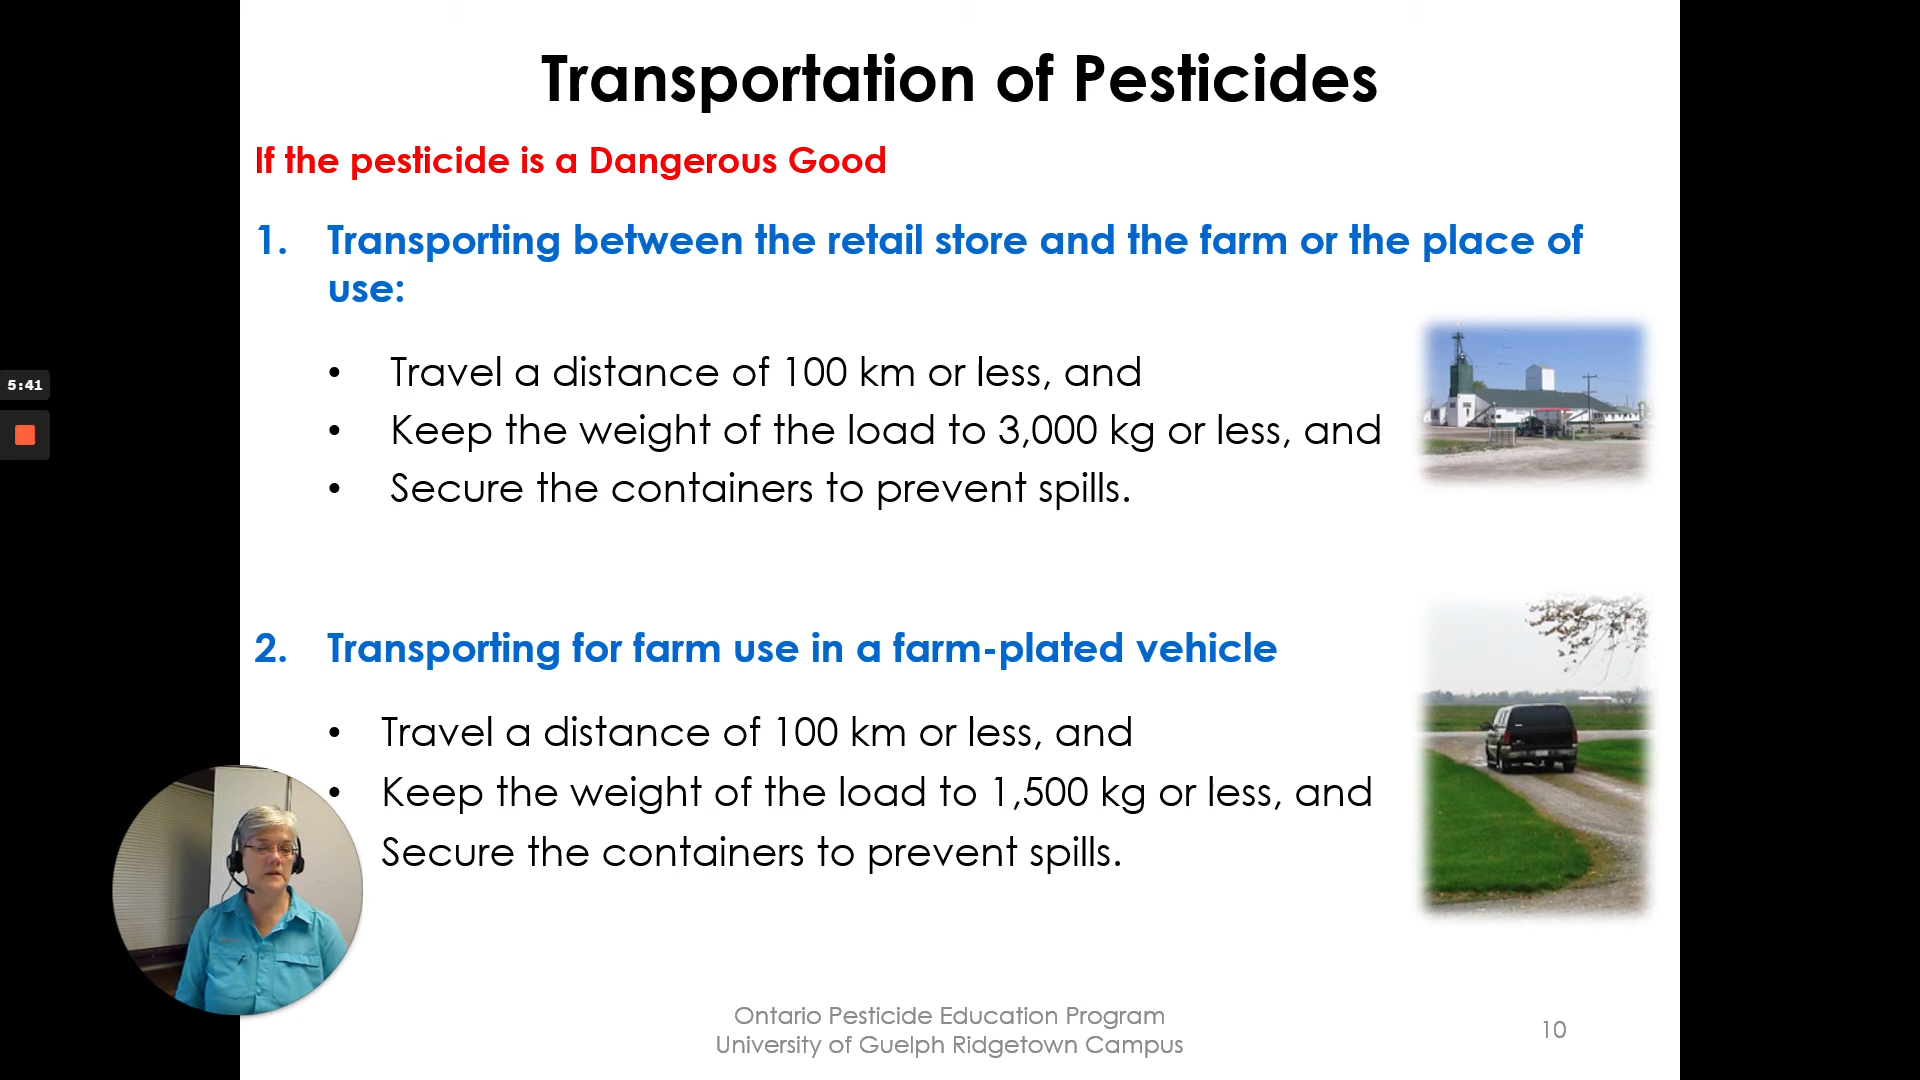 Transportation of Pesticides
If the pesticide is a Dangerous Good
1. Transporting between the retail store and the farm or the place of
use:
• Travel a distance of 100 km or less, and
• Keep the weight of the load to 3,000 kg or less, and
• Secure the containers to prevent spills.
5:41
2. Transporting for farm use in a farm-plated vehicle
• Travel a distance of 100 km or less, and
• Keep the weight of the load to 1,500 kg or less, and
Secure the containers to prevent spills.
Ontario Pesticide Education Program
University of Guelph Ridgetown Campus
10